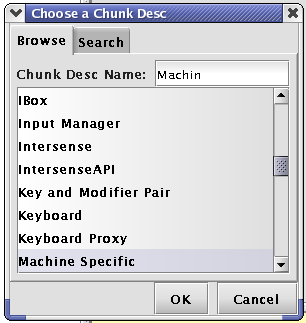 Choose a Chunk Desc
Browse Search
Chunk Desc Name: Machin
IBox
Input Manager
Intersense
IntersenseAPI
Key and Modifier Pair
Keyboard
Keyboard Proxy
Machine Specific
OK Cancel